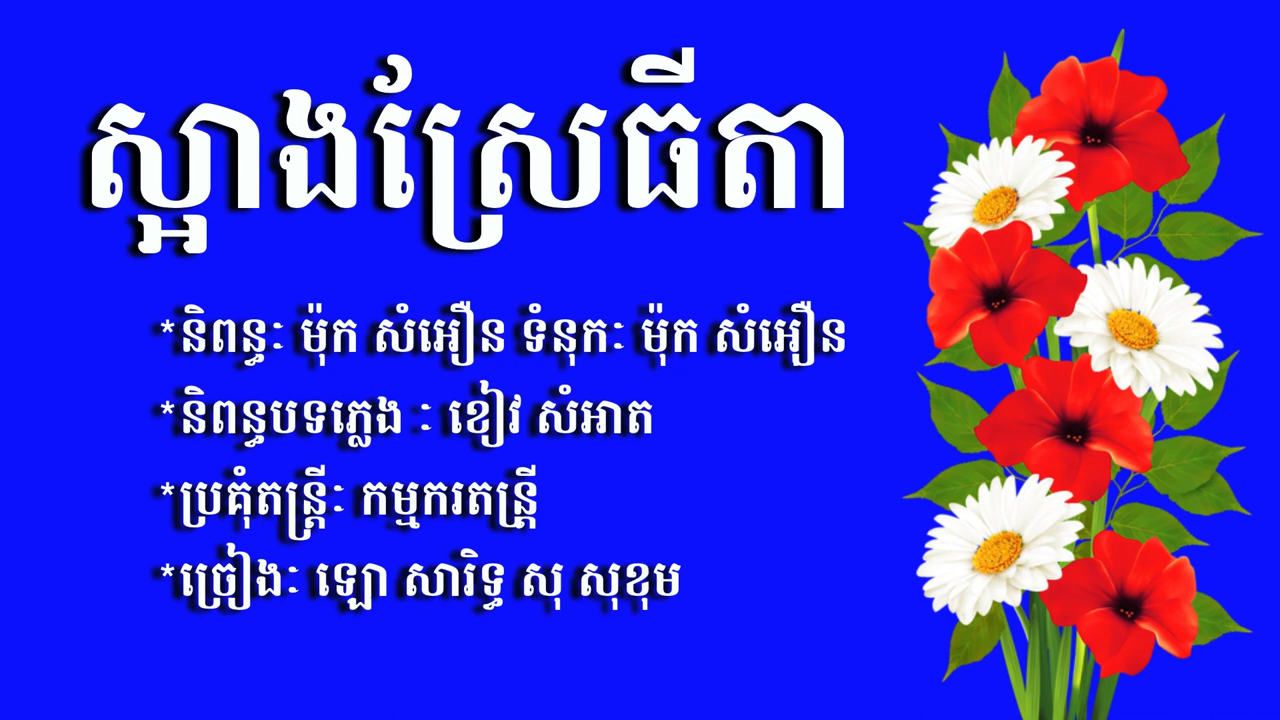 ស្អាងស្រែធីតា
*និពន្ធៈ ម៉ុក សំអឿន ទំនុកៈ ម៉ុក សំអឿន
*និពន្ធបទភ្លេង ៈ ខៀវ សំអាត
*ប្រគុំតន្ត្រីៈ កម្មករតន្ត្រី
*ច្រៀងៈ ឡោ សារិទ្ធ សុ សុខុម